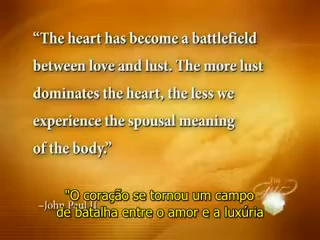 “The heart has become a battlefield
between love and lust. The more lust
dominates the heart, the less we
experience the spousal meaning
of the body.”
"O coração se tornou um campo
–John Paul II
de batalha entre o amor e a luxúria